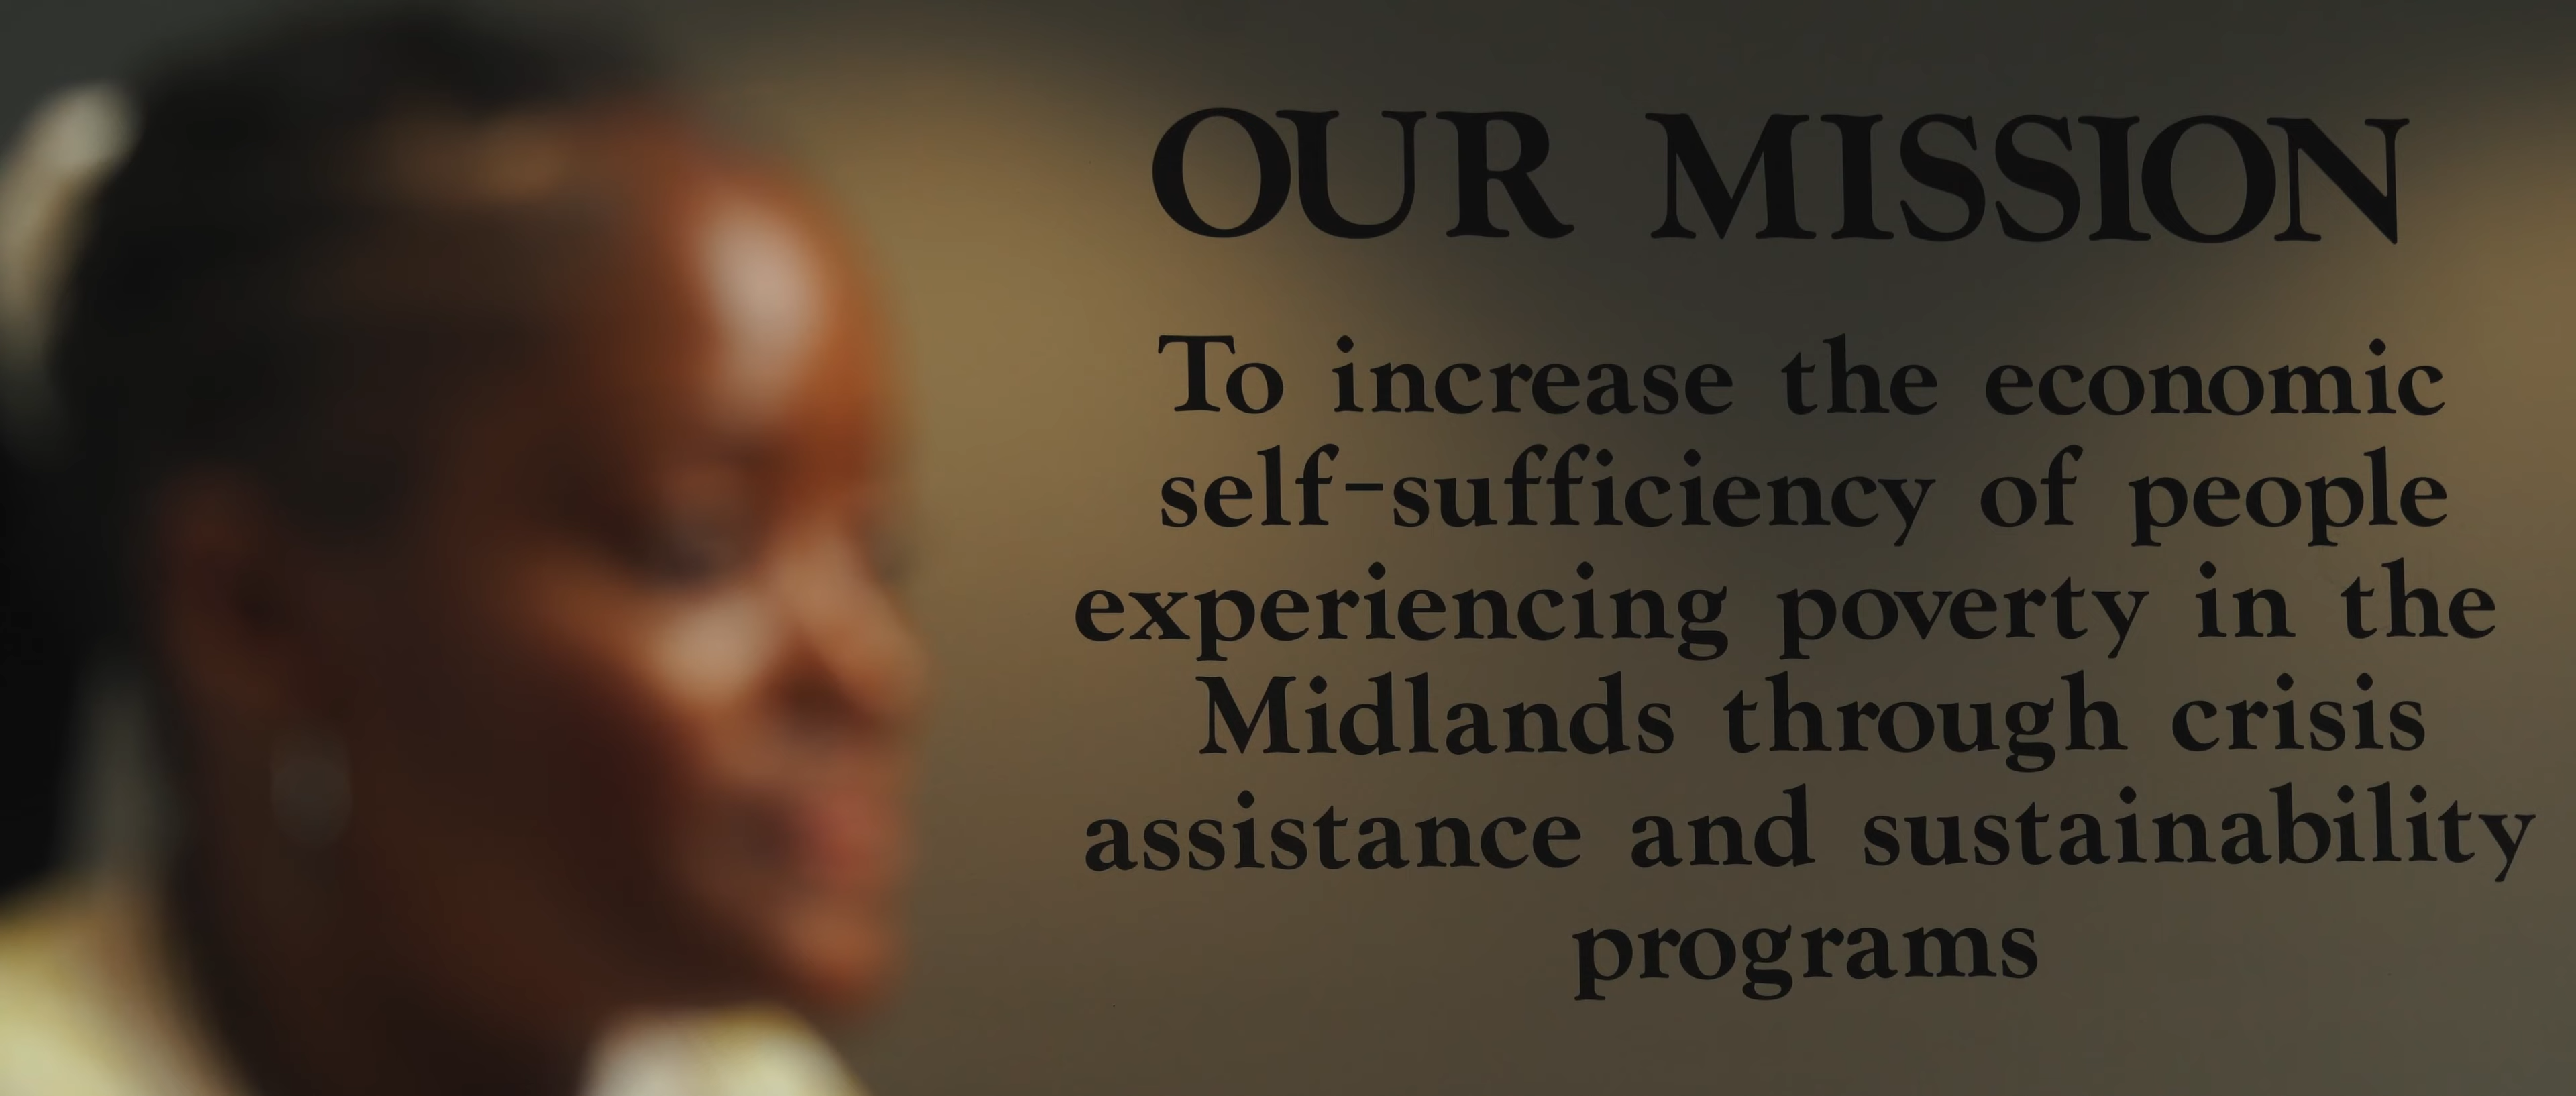 OUR MISSION
To increase the economic
self-sufficiency of people
experiencing poverty in the
Midlands through crisis
assistance and sustainability
programs